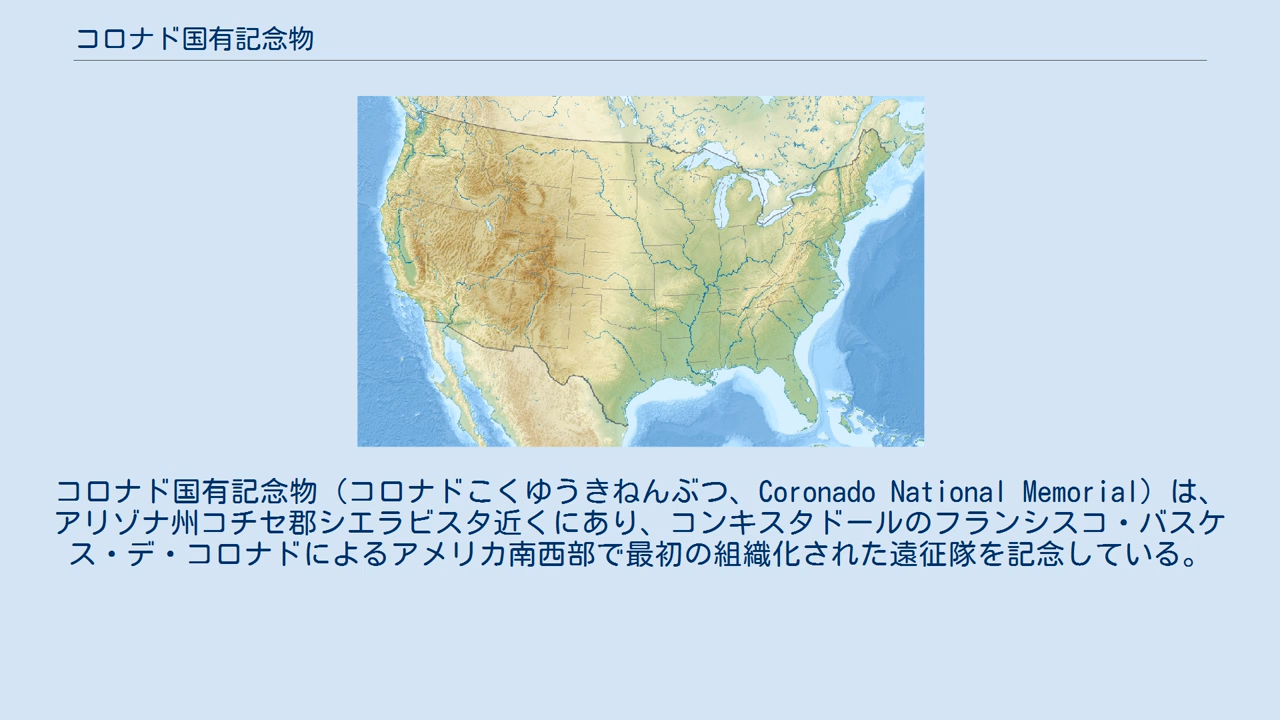 コロナド国有記念物
コロナド国有記念物（コロナドこくゆうきねんぶつ、Coronado National Memorial）は、
アリゾナ州コチセ郡シエラビスタ近くにあり、コンキスタドールのフランシスコ・バスケ
ス・デ・コロナドによるアメリカ南西部で最初の組織化された遠征隊を記念している。